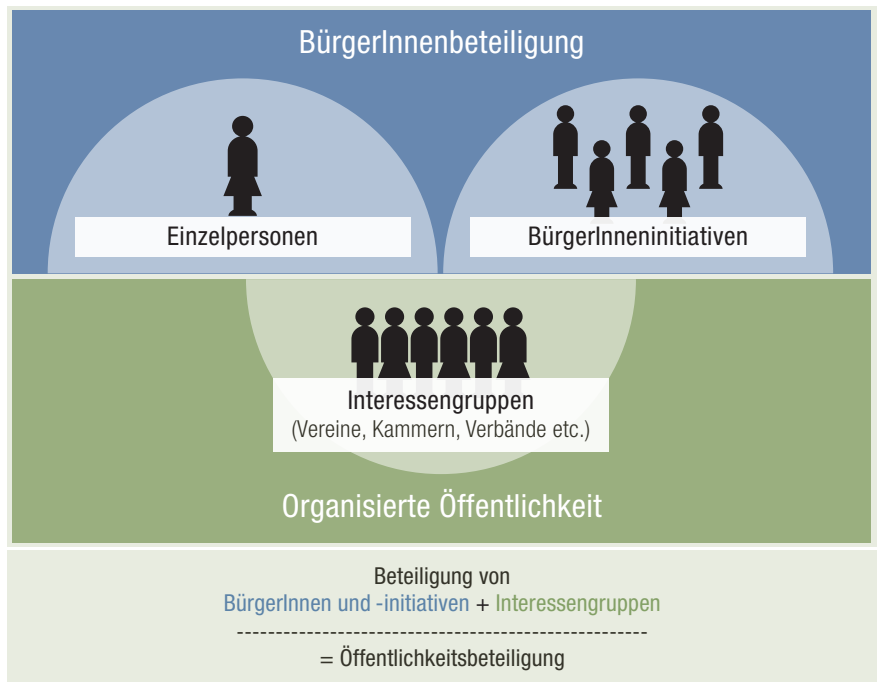 BürgerInnenbeteiligung
Einzelpersonen
BürgerInneninitiativen
Interessengruppen
(Vereine, Kammern, Verbände etc.)
Organisierte Öffentlichkeit
Beteiligung von
BürgerInnen und -initiativen + Interessengruppen
-----------------------------------------------------
= Öffentlichkeitsbeteiligung